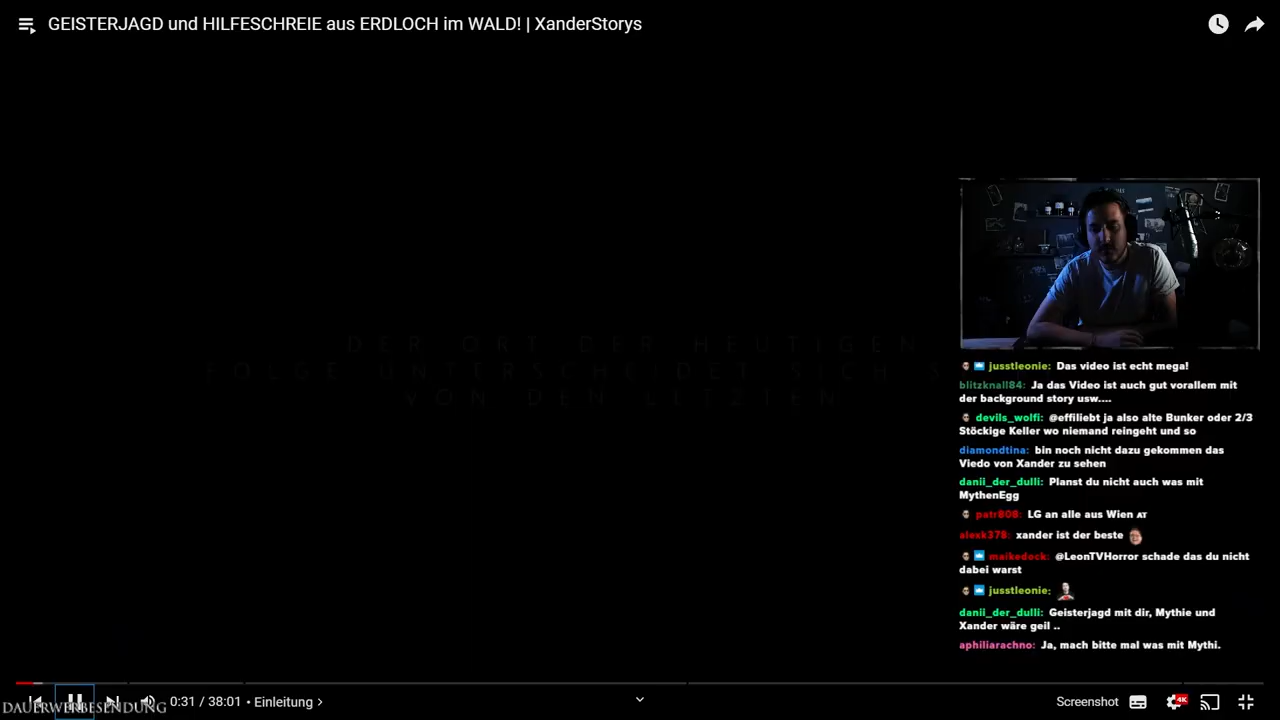 GEISTERJAGD und HILFESCHREIE aus ERDLOCH im WALD! | XanderStorys
DER ORT DER HEUTIGEN
FOLGE UNTERSCHEIDET SICH
VON DEN LETZTEN
jusstleonie: Das video ist echt mega!
blitzknall84: Ja das Video ist auch gut vorallem mit
der background story usw....
devils_wolfi: @effiliebt ja also alte Bunker oder 2/3
Stöckige Keller wo niemand reingeht und so
diamondtina: bin noch nicht dazu gekommen das
Viedo von Xander zu sehen
danii_der_dulli: Planst du nicht auch was mit
MythenEgg
patr808: LG an alle aus Wien AT
alexk378: xander ist der beste
maikedock: @LeonTVHorror schade das du nicht
dabei warst
jusstleonie:
danii_der_dulli: Geisterjagd mit dir, Mythie und
Xander wäre geil ..
aphiliarachno: Ja, mach bitte mal was mit Mythi.
DAUERWERBESENDUNG
0:31 / 38:01 • Einleitung
Screenshot
4K